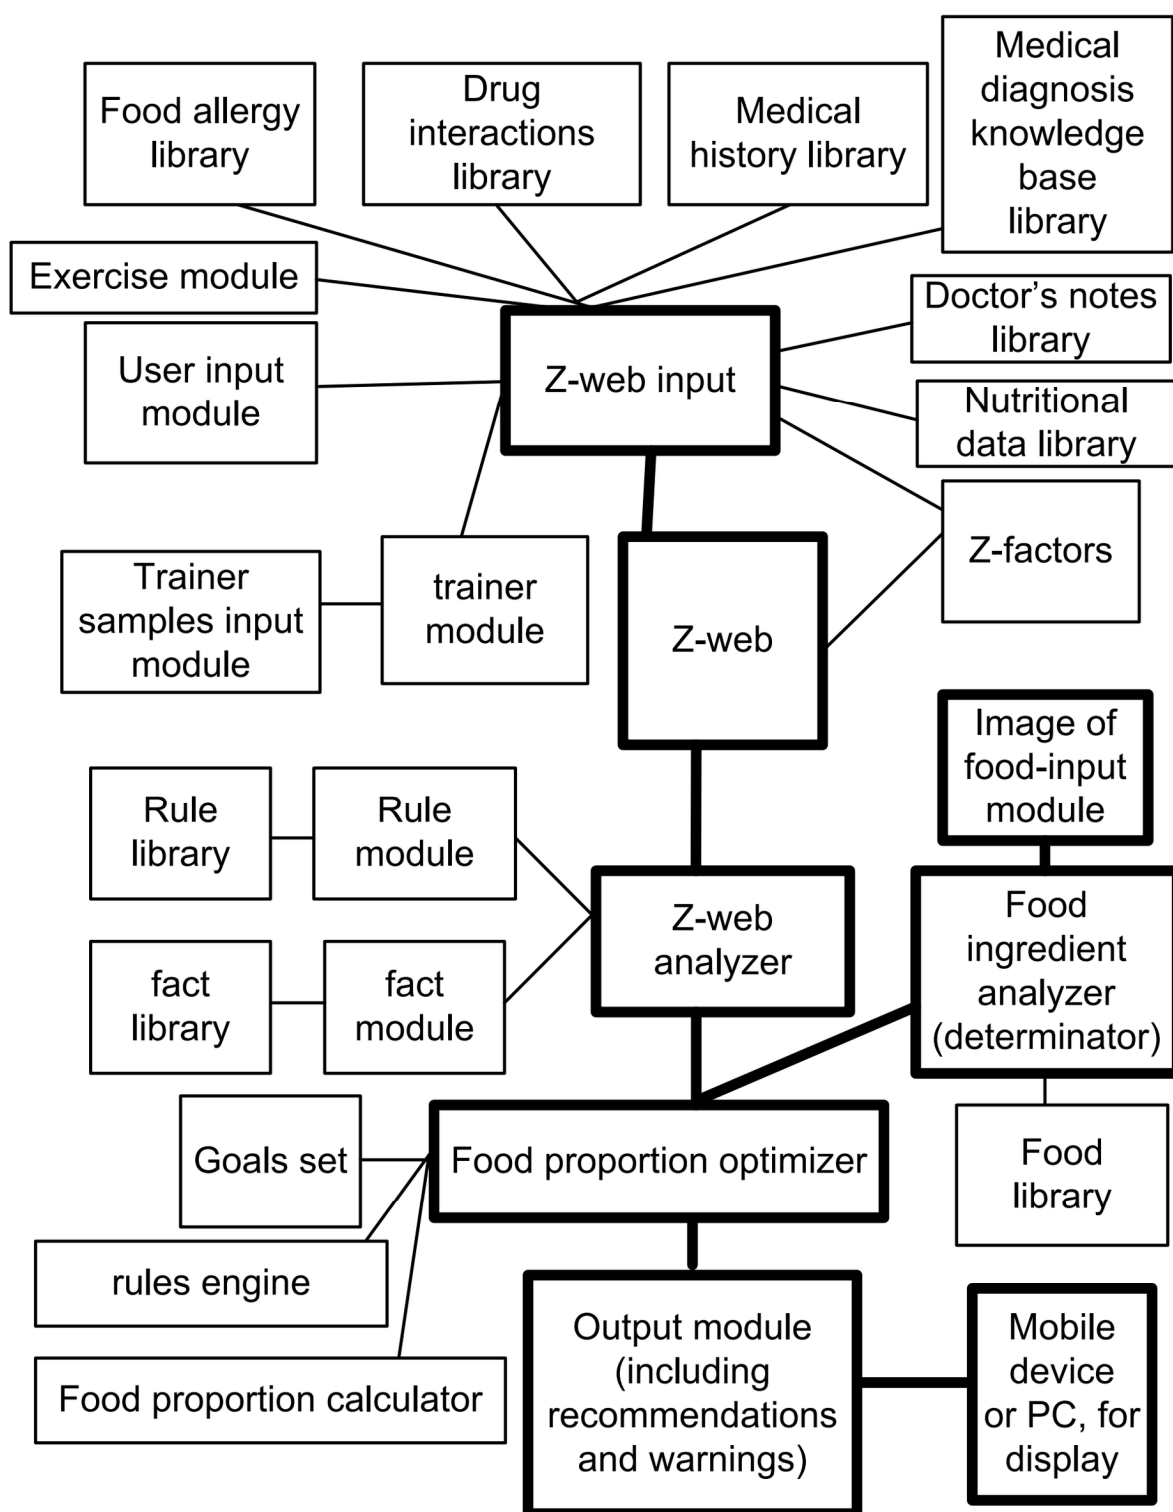 Food allergy
library
Drug
interactions
library
Medical
history library
Medical
diagnosis
knowledge
base
library
Exercise module
Doctor’s notes
library
User input
module
Z-web input
Nutritional
data library
Z-factors
Trainer
samples input
module
trainer
module
Z-web
Image of
food-input
module
Rule
library
Rule
module
Z-web
analyzer
Food
ingredient
analyzer
(determinator)
fact
library
fact
module
Goals set
Food proportion optimizer
Food
library
rules engine
Food proportion calculator
Output module
(including
recommendations
and warnings)
Mobile
device
or PC, for
display